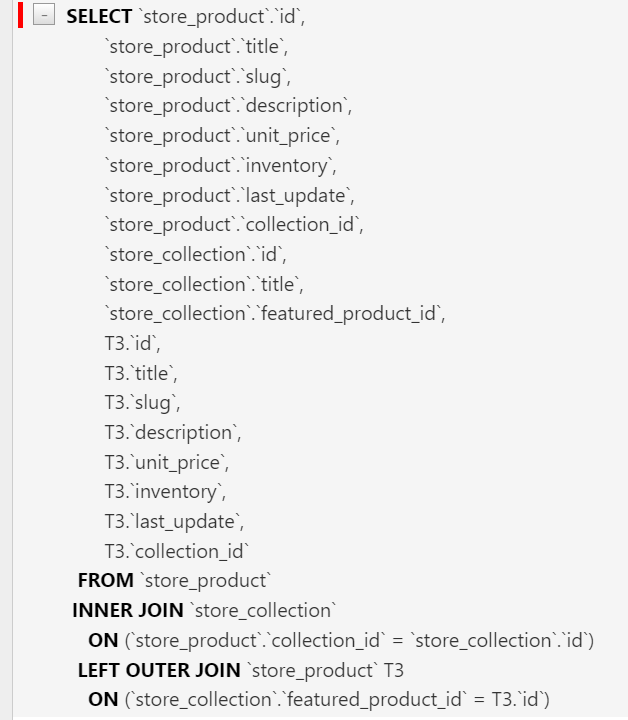 SELECT `store_product`.`id`,
`store_product`.`title`,
`store_product`.`slug`,
`store_product`.`description`,
`store_product`.`unit_price`,
`store_product`.`inventory`,
`store_product`.`last_update`,
`store_product`.`collection_id`,
`store_collection`.`id`,
`store_collection`.`title`,
`store_collection`.`featured_product_id`,
T3.`id`,
T3.`title`,
T3.`slug`,
T3.`description`,
T3.`unit_price`,
T3.`inventory`,
T3.`last_update`,
T3.`collection_id`
FROM `store_product`
INNER JOIN `store_collection`
ON (`store_product`.`collection_id` = `store_collection`.`id`)
LEFT OUTER JOIN `store_product` T3
ON (`store_collection`.`featured_product_id` = T3.`id`)